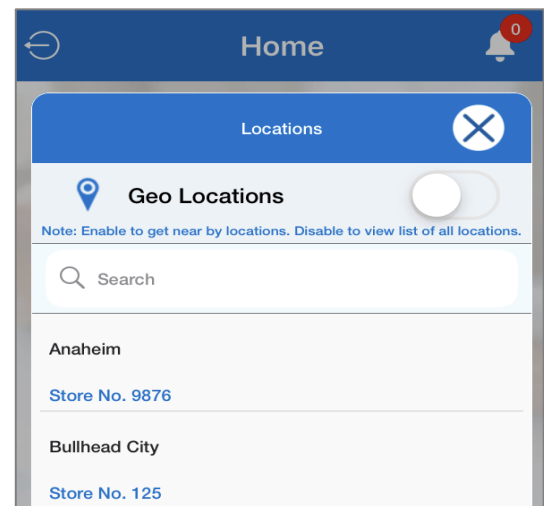 Home
0
Locations
Geo Locations
Note: Enable to get near by locations. Disable to view list of all locations.
Search
Anaheim
Store No. 9876
Bullhead City
Store No. 125